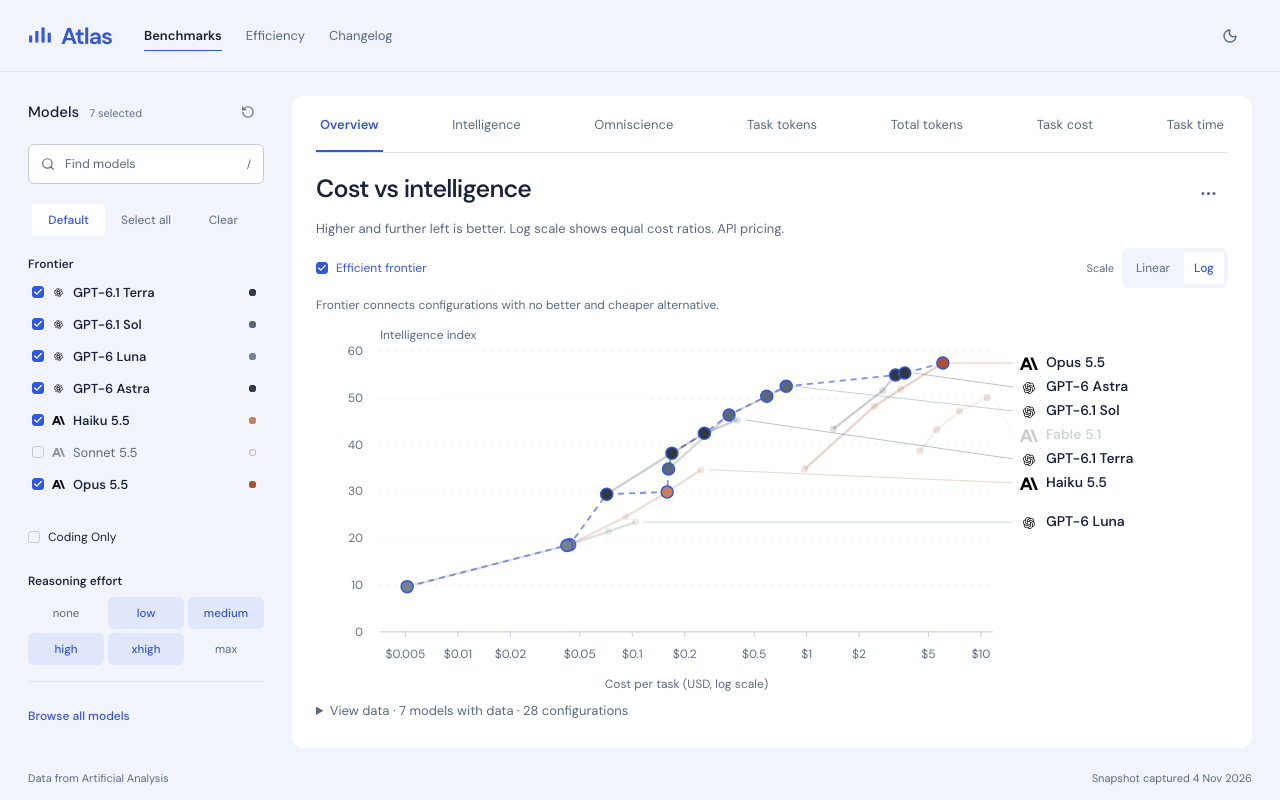 Atlas
Benchmarks
Efficiency
Changelog
Models
7 selected
Find models
/
Default
Select all
Clear
Frontier
GPT-6.1 Terra
GPT-6.1 Sol
GPT-6 Luna
GPT-6 Astra
Haiku 5.5
Sonnet 5.5
Opus 5.5
Coding Only
Reasoning effort
none
low
medium
high
xhigh
max
Browse all models
Overview
Intelligence
Omniscience
Task tokens
Total tokens
Task cost
Task time
Cost vs intelligence
Higher and further left is better. Log scale shows equal cost ratios. API pricing.
Efficient frontier
Scale
Linear
Log
Frontier connects configurations with no better and cheaper alternative.
Intelligence index
60
50
40
30
20
10
0
$0.005
$0.01
$0.02
$0.05
$0.1
$0.2
$0.5
$1
$2
$5
$10
Cost per task (USD, log scale)
Opus 5.5
GPT-6 Astra
GPT-6.1 Sol
Fable 5.1
GPT-6.1 Terra
Haiku 5.5
GPT-6 Luna
View data · 7 models with data · 28 configurations
Data from Artificial Analysis
Snapshot captured 4 Nov 2026